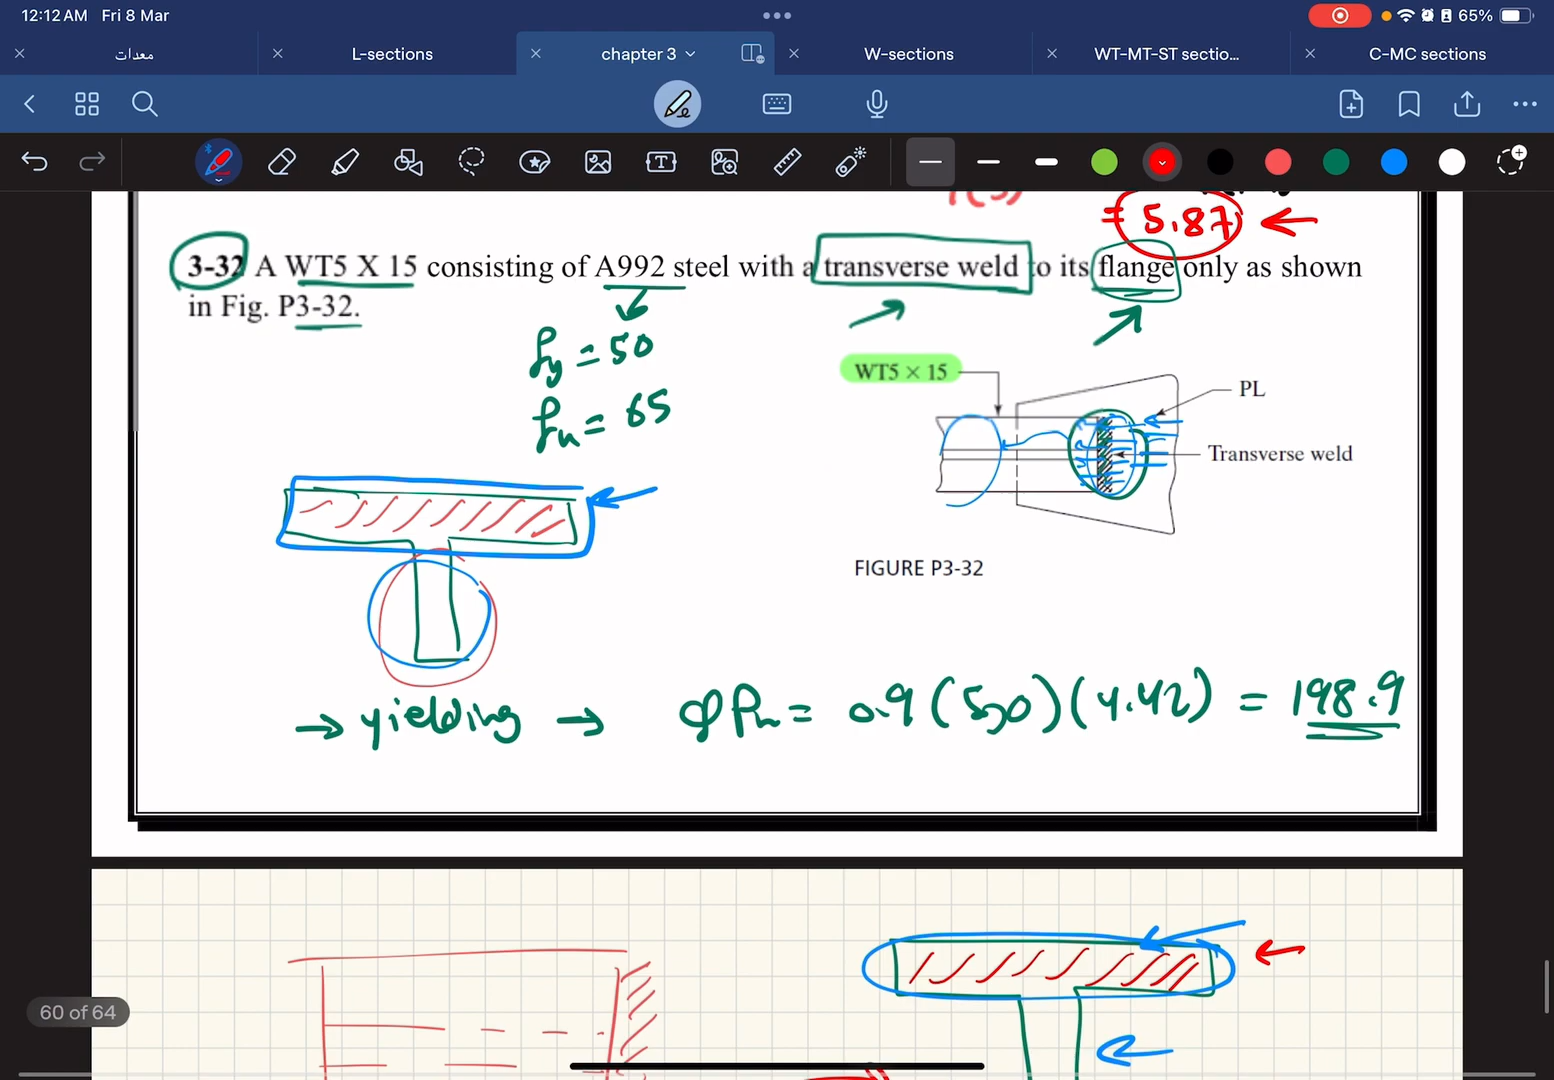 12:12 AM Fri 8 Mar
65%
معدات
L-sections
chapter 3
W-sections
WT-MT-ST sectio...
C-MC sections
= 5.87
3-32 A WT5 X 15 consisting of A992 steel with a transverse weld to its flange only as shown
in Fig. P3-32.
fy = 50
fu = 65
WT5 × 15
PL
Transverse weld
FIGURE P3-32
→ yielding → φPn = 0.9 (50) (4.42) = 198.9
60 of 64